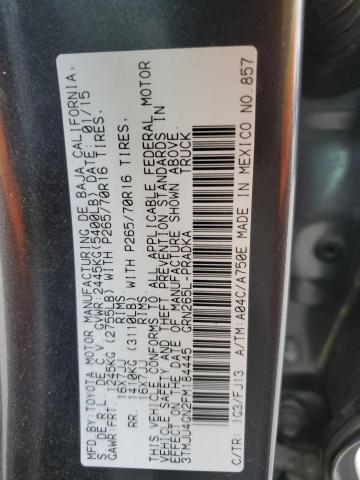 MFD.BY:TOYOTA MOTOR MANUFACTURING DE BAJA CALIFORNIA,
S. DE R.L. DE C.V. GVWR:2445KG(5400LB) DATE: 01/15
GAWR:FRT. 1245KG (2755LB) WITH P265/70R16 TIRES,
16X7JJ RIMS
RR. 1410KG (3110LB) WITH P265/70R16 TIRES,
16X7JJ RIMS
THIS VEHICLE CONFORMS TO ALL APPLICABLE FEDERAL MOTOR
VEHICLE SAFETY AND THEFT PREVENTION STANDARDS IN
EFFECT ON THE DATE OF MANUFACTURE SHOWN ABOVE.
3TMJU4GN2FM184445 GRN265L-PRADKA TRUCK
C/TR: 1G3/FJ13 A/TM:A04C/A750E MADE IN MEXICO NO. 857